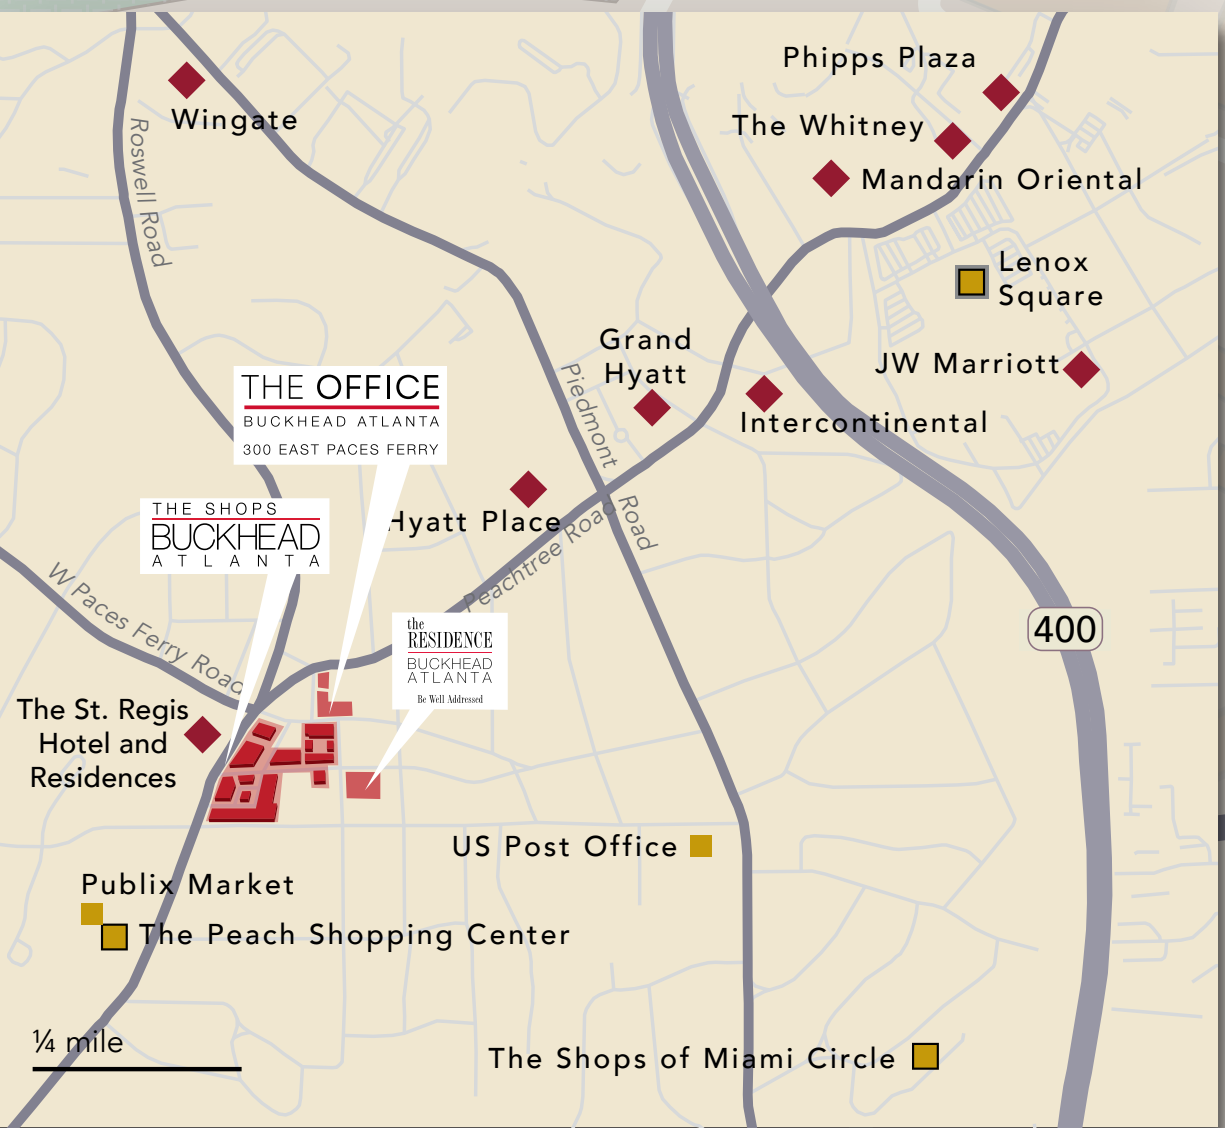 Phipps Plaza
Wingate
The Whitney
Mandarin Oriental
Roswell Road
Lenox
Square
Grand
Hyatt
JW Marriott
Intercontinental
Piedmont Road
THE OFFICE
BUCKHEAD ATLANTA
300 EAST PACES FERRY
THE SHOPS
BUCKHEAD
ATLANTA
Hyatt Place
Peachtree Road
W Paces Ferry Road
the
RESIDENCE
BUCKHEAD
ATLANTA
Be Well Addressed
400
The St. Regis
Hotel and
Residences
US Post Office
Publix Market
The Peach Shopping Center
¼ mile
The Shops of Miami Circle